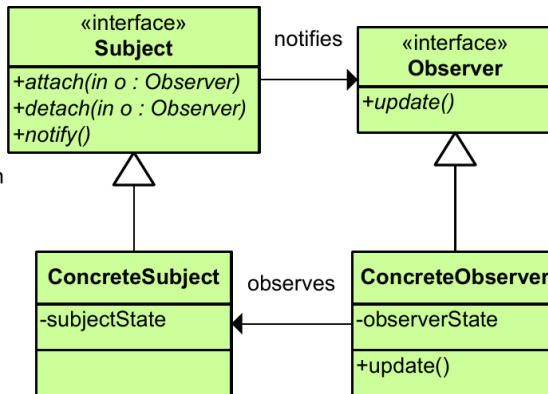 «interface»
Subject
+attach(in o : Observer)
+detach(in o : Observer)
+notify()
notifies
«interface»
Observer
+update()
n
ConcreteSubject
-subjectState
observes
ConcreteObserver
-observerState
+update()